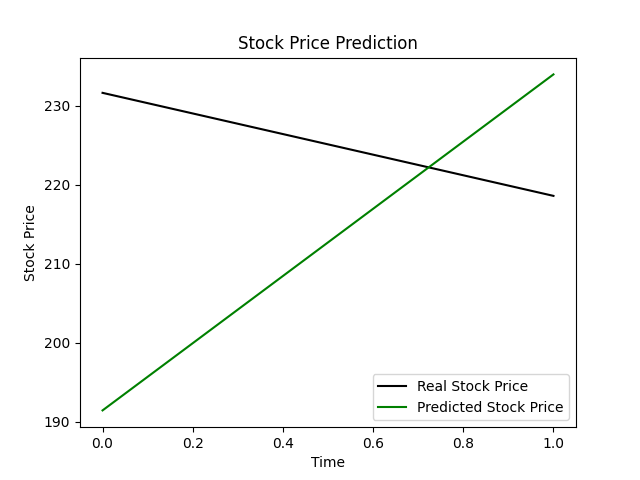 Stock Price Prediction
230
220
210
200
190
Stock Price
0.0 0.2 0.4 0.6 0.8 1.0
Time
Real Stock Price
Predicted Stock Price